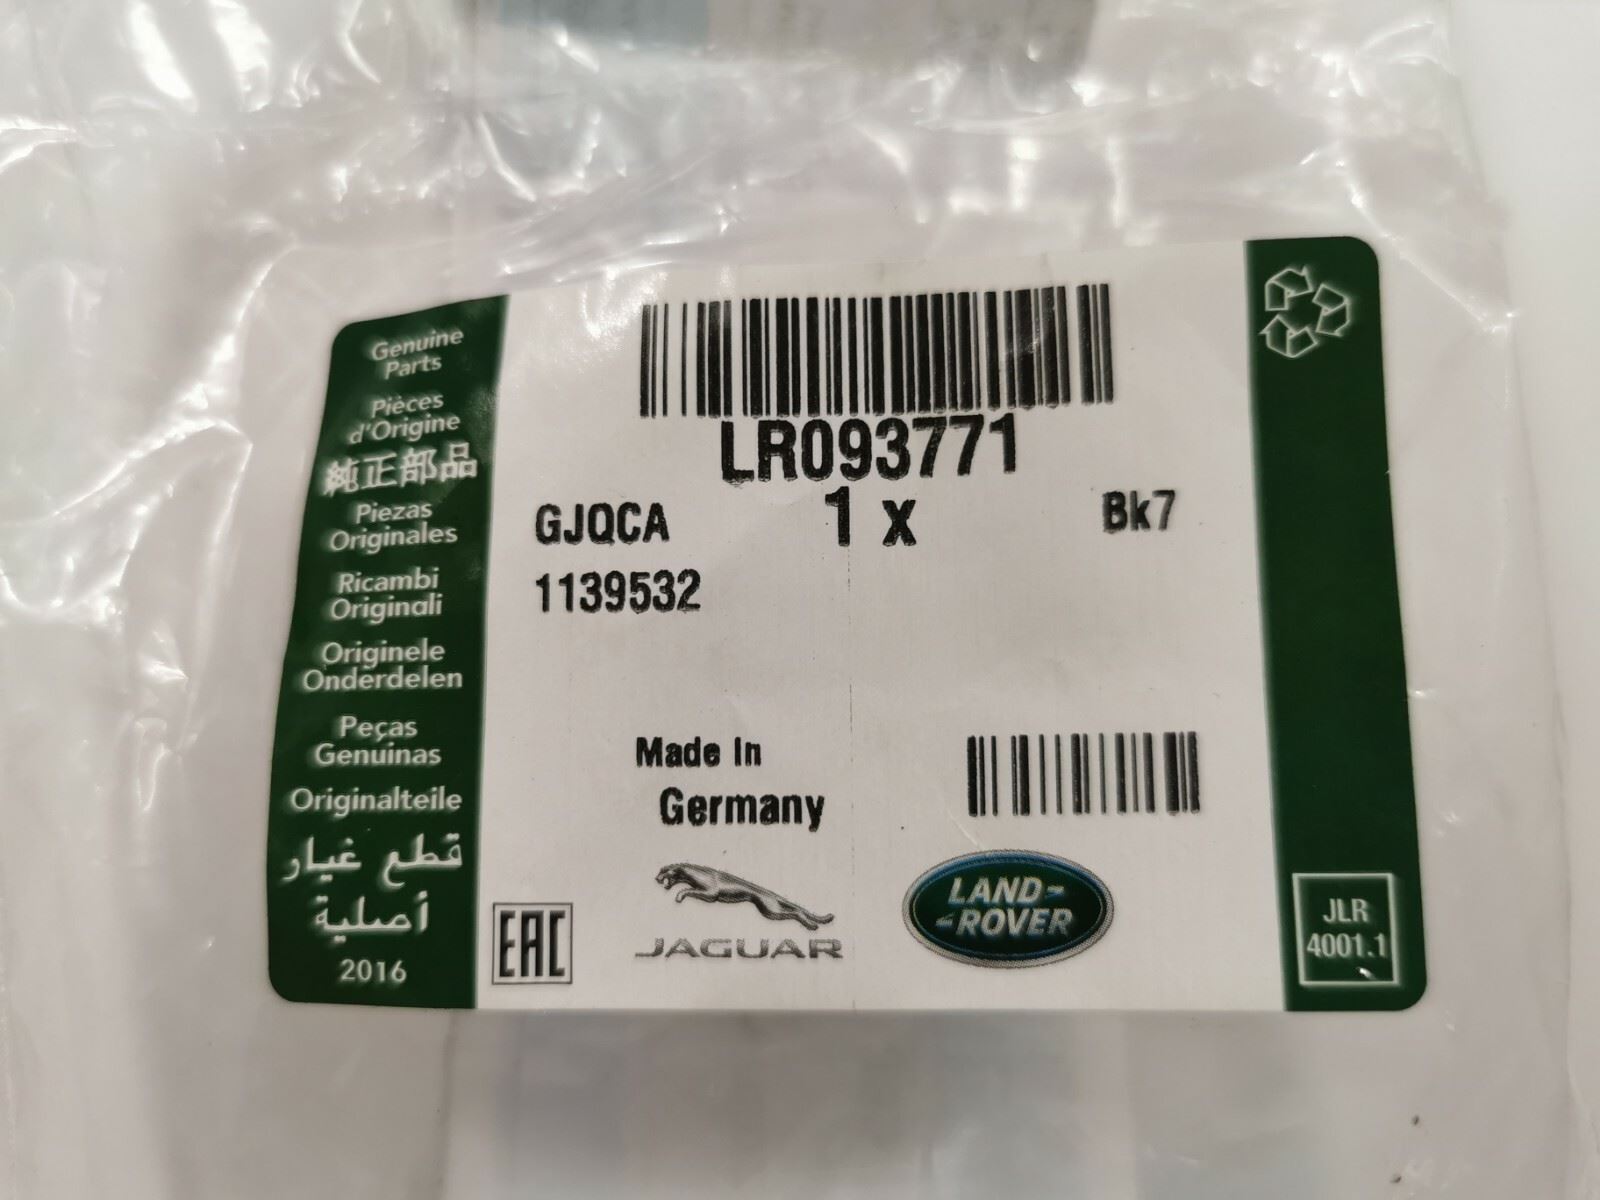 Genuine
Parts
Pièces
d'Origine
純正部品
Piezas
Originales
Ricambi
Originali
Originele
Onderdelen
Peças
Genuinas
Originalteile
قطع غيار
أصلية
2016
LR093771
GJQCA 1 x Bk7
1139532
Made In
Germany
EAC
JAGUAR
LAND-
-ROVER
JLR
4001.1